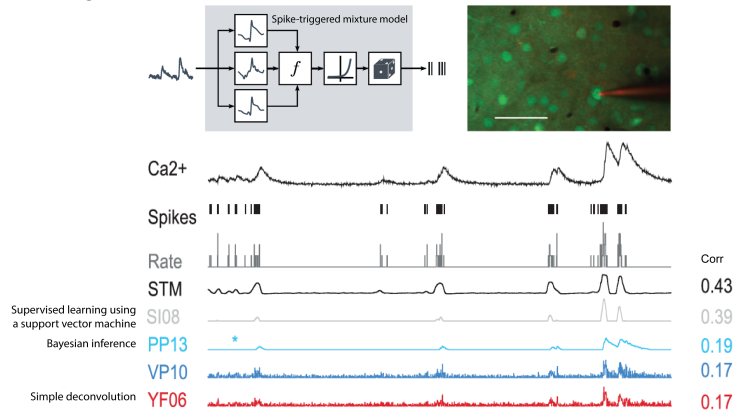 Spike-triggered mixture model
f
Ca2+
Spikes
Rate
Corr
STM
0.43
Supervised learning using
a support vector machine
SI08
0.39
Bayesian inference
*
PP13
0.19
VP10
0.17
Simple deconvolution
YF06
0.17